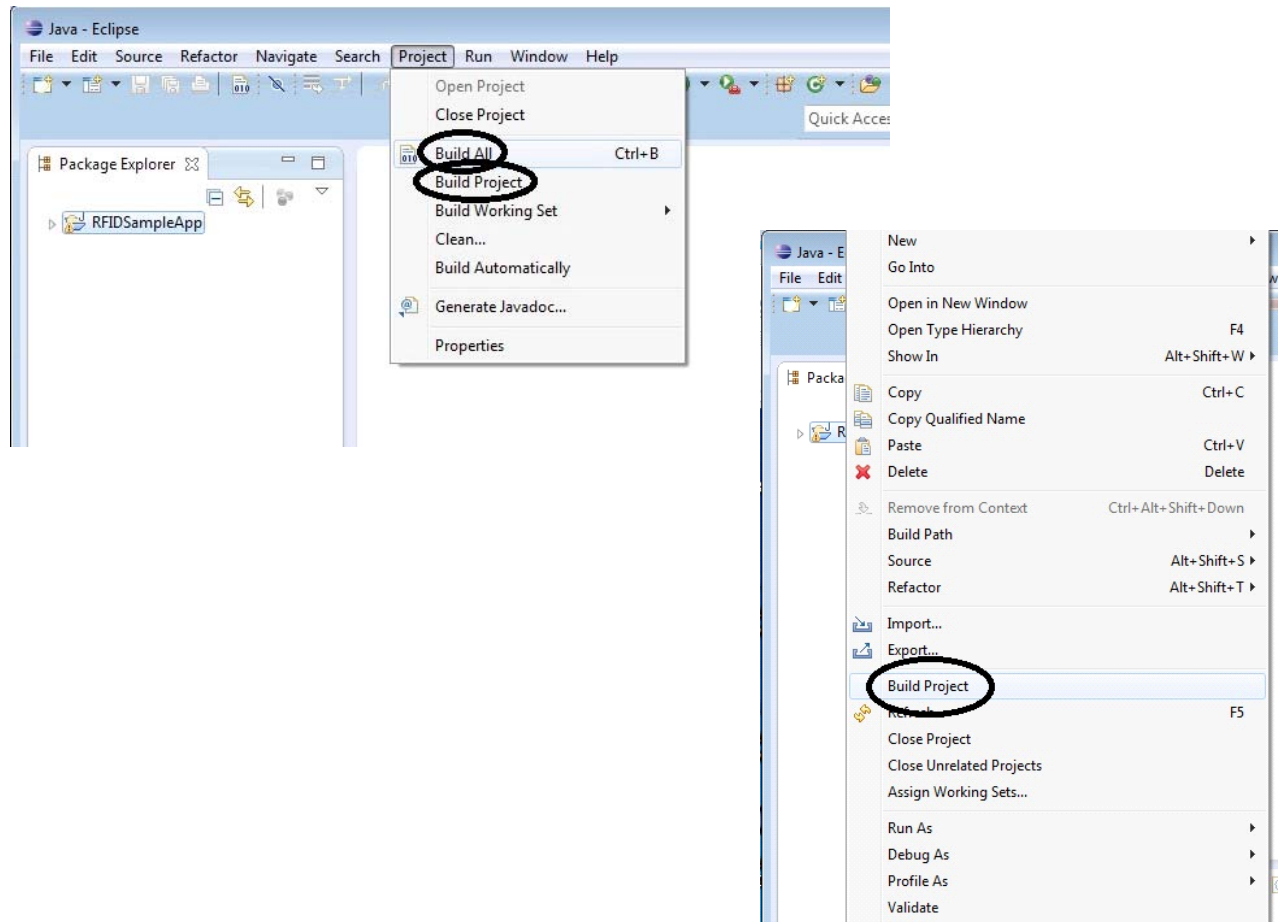 Java - Eclipse
File Edit Source Refactor Navigate Search Project Run Window Help
Quick Acces
Package Explorer
RFIDSampleApp
Open Project
Close Project
Build All Ctrl+B
Build Project
Build Working Set
Clean...
Build Automatically
Generate Javadoc...
Properties
Java - E
File Edit
Packa
R
New
Go Into
Open in New Window
Open Type Hierarchy F4
Show In Alt+Shift+W
Copy Ctrl+C
Copy Qualified Name
Paste Ctrl+V
Delete Delete
Remove from Context Ctrl+Alt+Shift+Down
Build Path
Source Alt+Shift+S
Refactor Alt+Shift+T
Import...
Export...
Build Project
Refresh F5
Close Project
Close Unrelated Projects
Assign Working Sets...
Run As
Debug As
Profile As
Validate